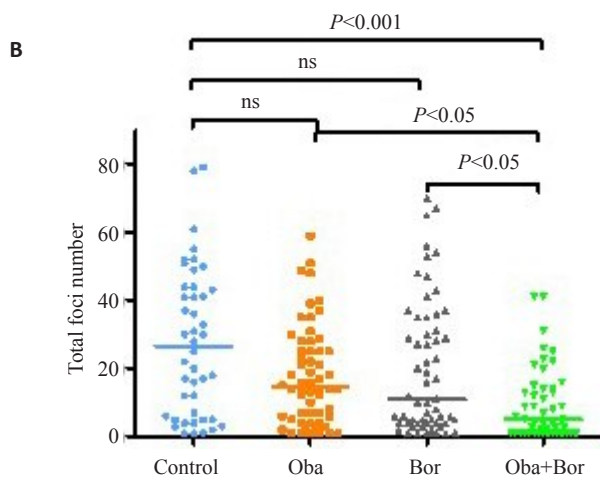 B
P<0.001
ns
ns
P<0.05
P<0.05
Total foci number
80
60
40
20
0
Control Oba Bor Oba+Bor